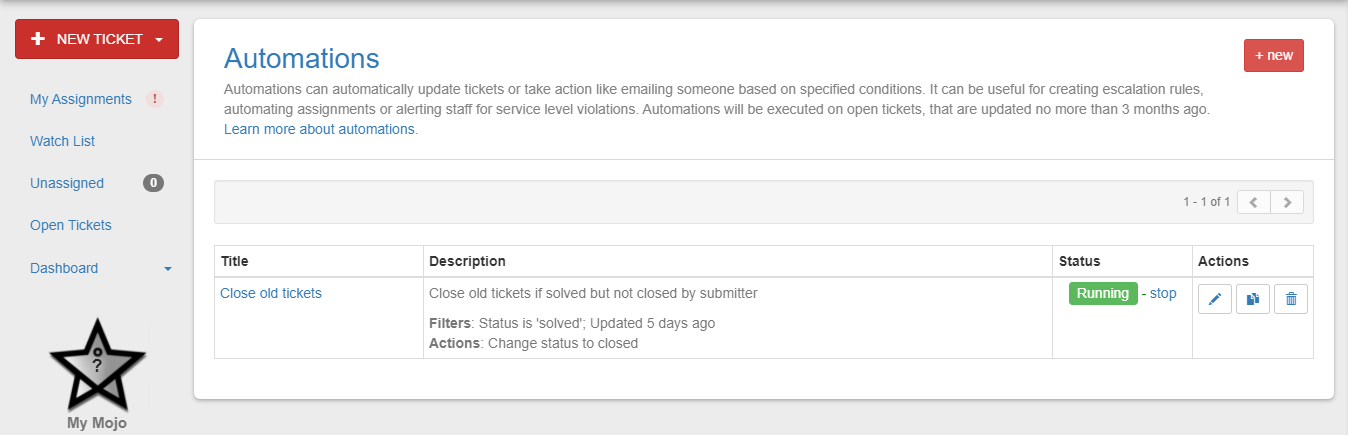 NEW TICKET
My Assignments !
Watch List
Unassigned 0
Open Tickets
Dashboard
?
My Mojo
Automations
+ new
Automations can automatically update tickets or take action like emailing someone based on specified conditions. It can be useful for creating escalation rules,
automating assignments or alerting staff for service level violations. Automations will be executed on open tickets, that are updated no more than 3 months ago.
Learn more about automations.
1 - 1 of 1
Title Description Status Actions
Close old tickets Close old tickets if solved but not closed by submitter Running - stop
Filters: Status is 'solved'; Updated 5 days ago
Actions: Change status to closed